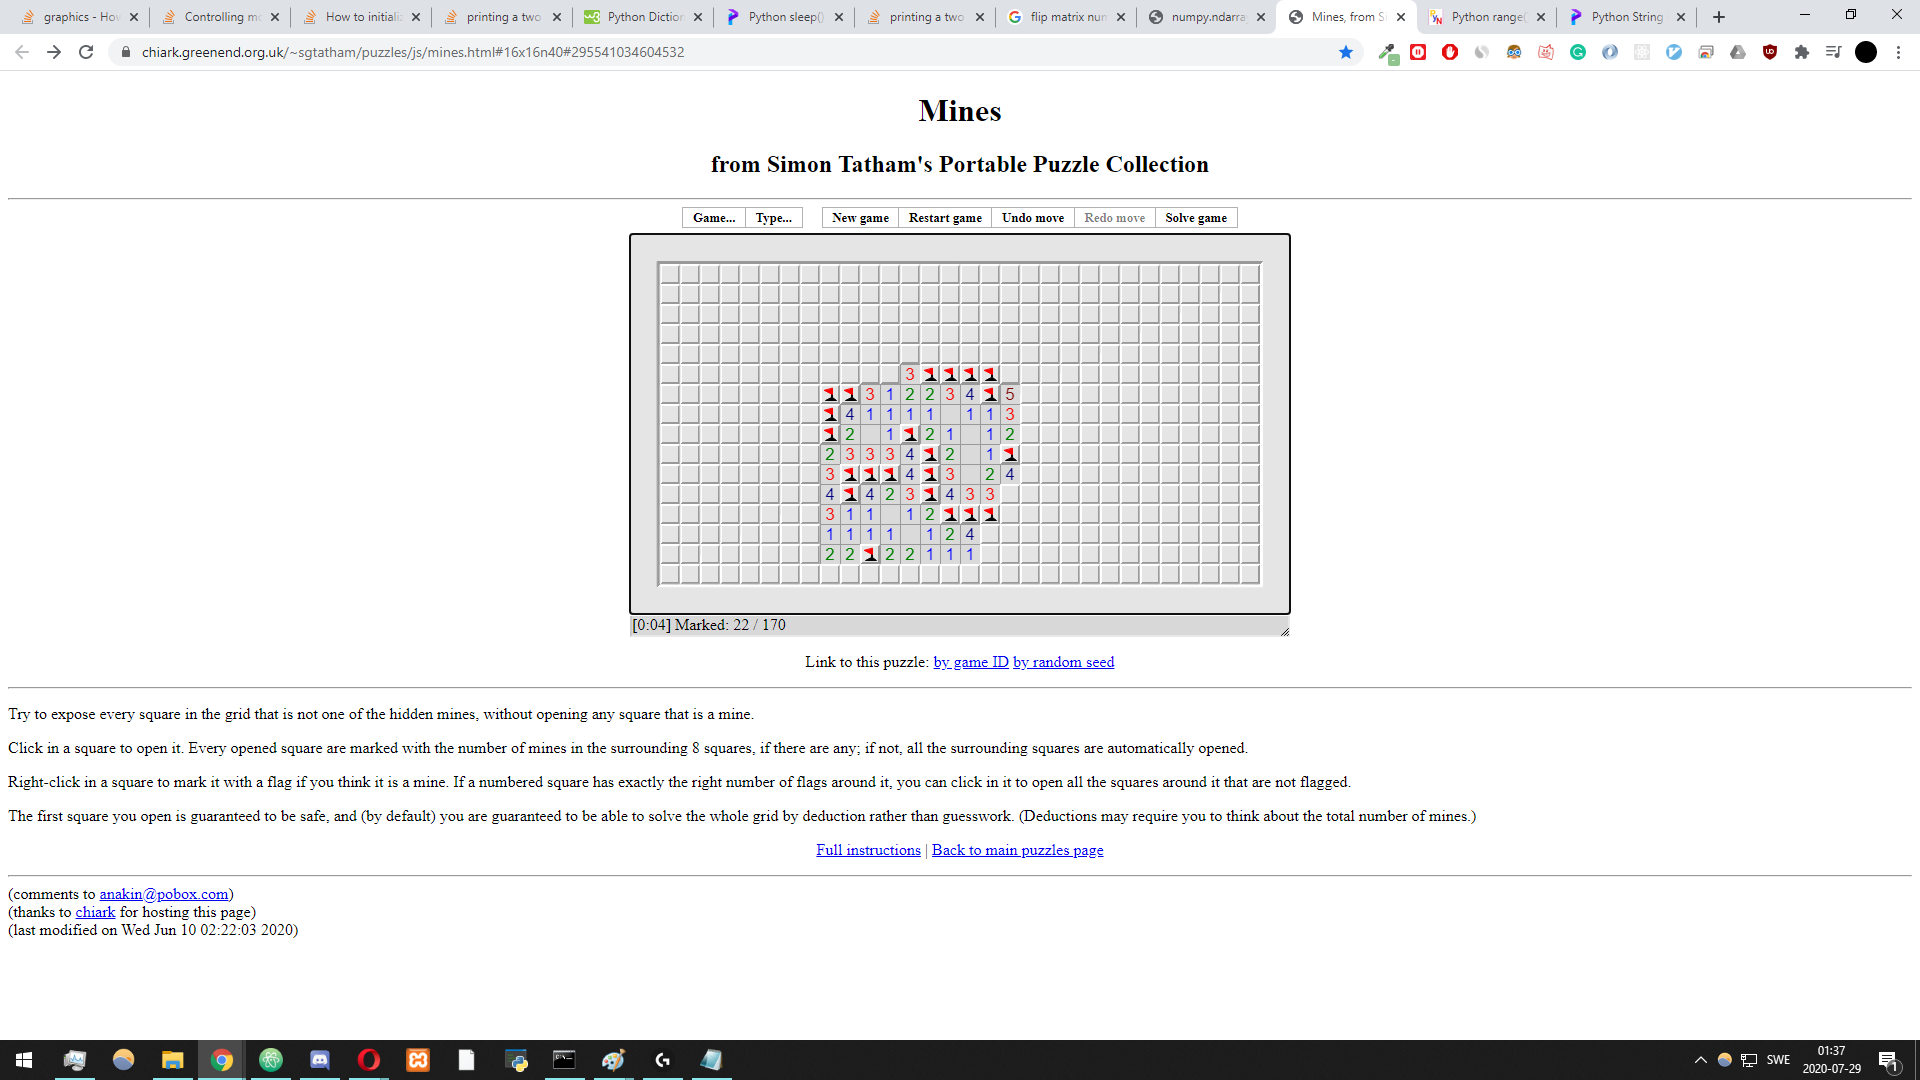 graphics - Hov
Controlling mo
How to initializ
printing a two
Python Diction
Python sleep()
printing a two
flip matrix num
numpy.ndarra
Mines, from Si
Python range(
Python String
chiark.greenend.org.uk/~sgtatham/puzzles/js/mines.html#16x16n40#295541034604532
Mines
from Simon Tatham's Portable Puzzle Collection
Game... Type... New game Restart game Undo move Redo move Solve game
3
3 1 2 2 3 4 5
4 1 1 1 1 1 1 3
2 1 2 1 1 2
2 3 3 3 4 2 1
3 4 3 2 4
4 4 2 3 4 3 3
3 1 1 1 2
1 1 1 1 1 2 4
2 2 2 2 1 1 1
[0:04] Marked: 22 / 170
Link to this puzzle: by game ID by random seed
Try to expose every square in the grid that is not one of the hidden mines, without opening any square that is a mine.
Click in a square to open it. Every opened square are marked with the number of mines in the surrounding 8 squares, if there are any; if not, all the surrounding squares are automatically opened.
Right-click in a square to mark it with a flag if you think it is a mine. If a numbered square has exactly the right number of flags around it, you can click in it to open all the squares around it that are not flagged.
The first square you open is guaranteed to be safe, and (by default) you are guaranteed to be able to solve the whole grid by deduction rather than guesswork. (Deductions may require you to think about the total number of mines.)
Full instructions | Back to main puzzles page
(comments to anakin@pobox.com)
(thanks to chiark for hosting this page)
(last modified on Wed Jun 10 02:22:03 2020)
SWE
01:37
2020-07-29
1